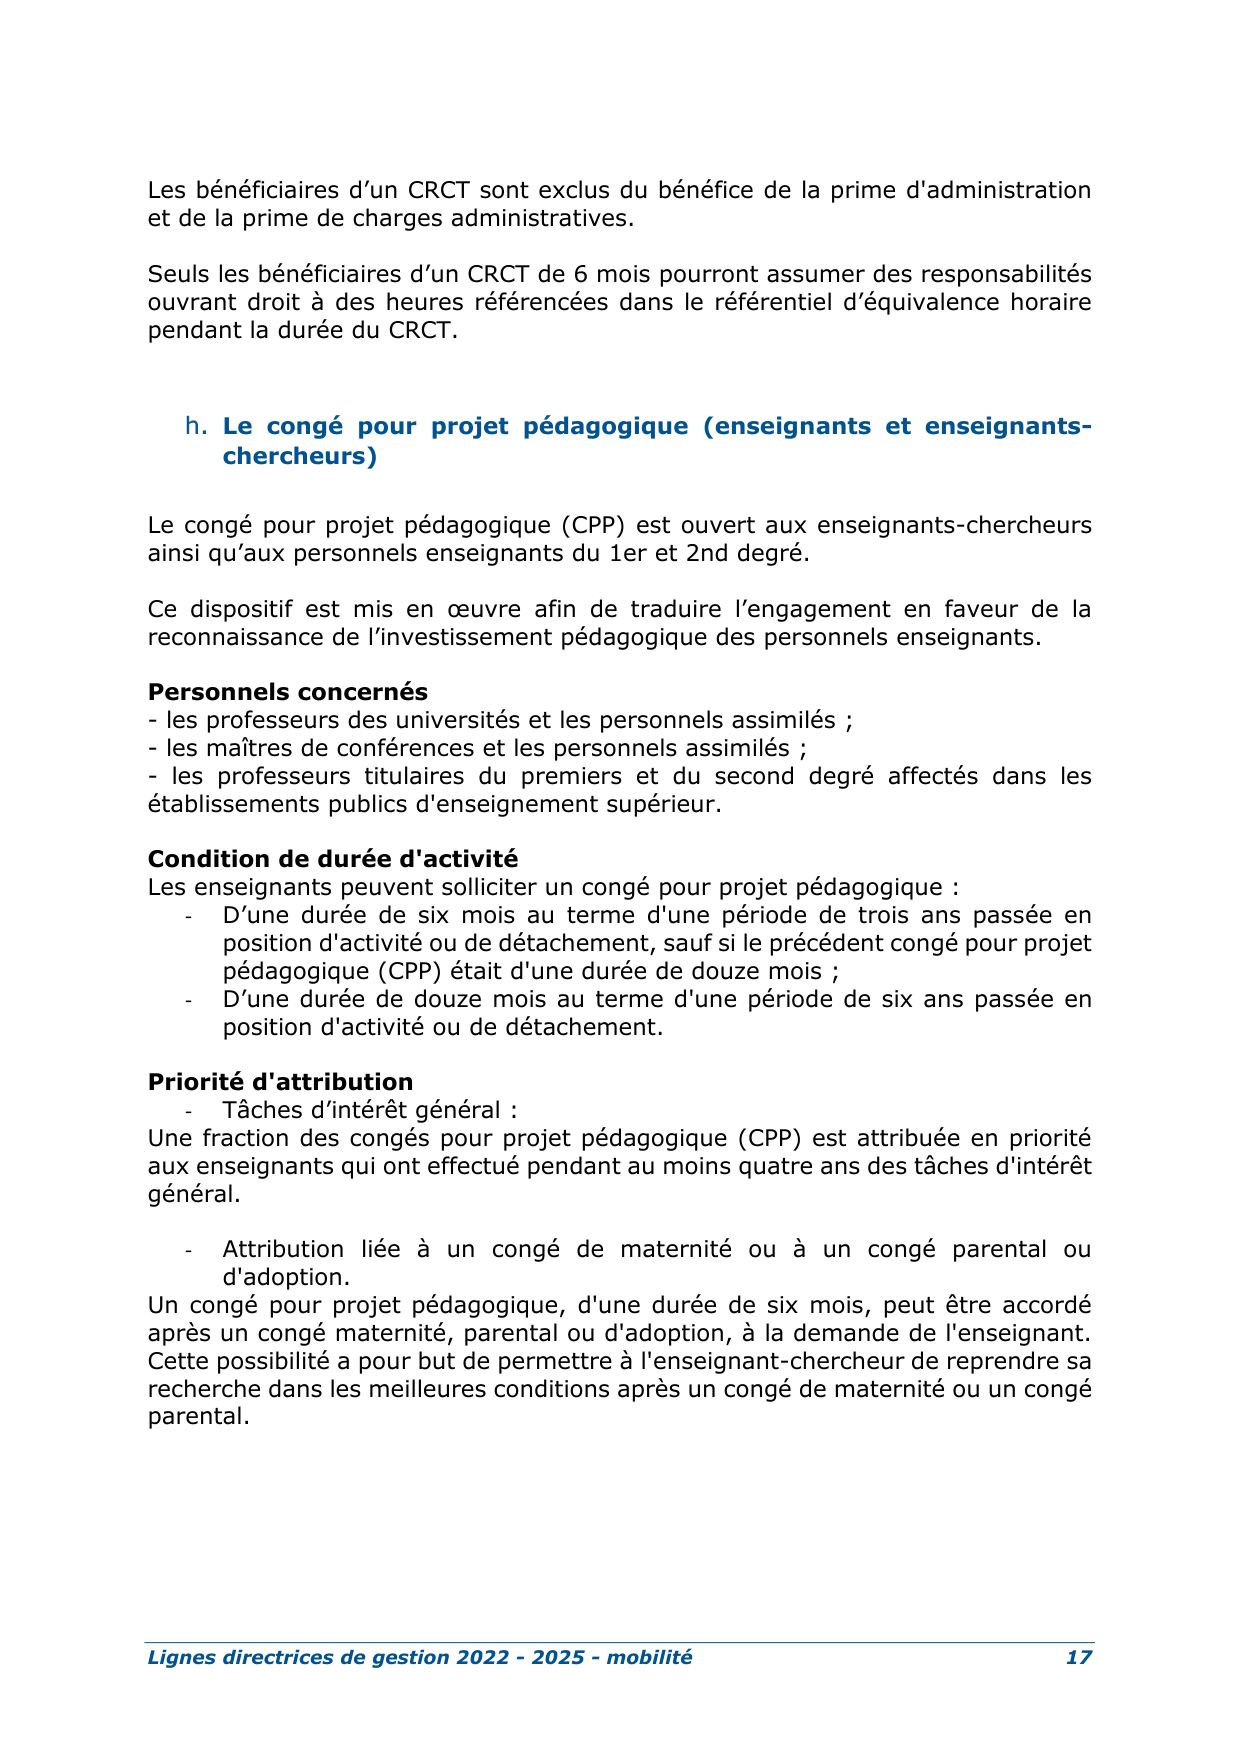 Les bénéficiaires d’un CRCT sont exclus du bénéfice de la prime d'administration
et de la prime de charges administratives.
Seuls les bénéficiaires d’un CRCT de 6 mois pourront assumer des responsabilités
ouvrant droit à des heures référencées dans le référentiel d’équivalence horaire
pendant la durée du CRCT.
h. Le congé pour projet pédagogique (enseignants et enseignants-
chercheurs)
Le congé pour projet pédagogique (CPP) est ouvert aux enseignants-chercheurs
ainsi qu’aux personnels enseignants du 1er et 2nd degré.
Ce dispositif est mis en œuvre afin de traduire l’engagement en faveur de la
reconnaissance de l’investissement pédagogique des personnels enseignants.
Personnels concernés
- les professeurs des universités et les personnels assimilés ;
- les maîtres de conférences et les personnels assimilés ;
- les professeurs titulaires du premiers et du second degré affectés dans les
établissements publics d'enseignement supérieur.
Condition de durée d'activité
Les enseignants peuvent solliciter un congé pour projet pédagogique :
- D’une durée de six mois au terme d'une période de trois ans passée en
position d'activité ou de détachement, sauf si le précédent congé pour projet
pédagogique (CPP) était d'une durée de douze mois ;
- D’une durée de douze mois au terme d'une période de six ans passée en
position d'activité ou de détachement.
Priorité d'attribution
- Tâches d’intérêt général :
Une fraction des congés pour projet pédagogique (CPP) est attribuée en priorité
aux enseignants qui ont effectué pendant au moins quatre ans des tâches d'intérêt
général.
- Attribution liée à un congé de maternité ou à un congé parental ou
d'adoption.
Un congé pour projet pédagogique, d'une durée de six mois, peut être accordé
après un congé maternité, parental ou d'adoption, à la demande de l'enseignant.
Cette possibilité a pour but de permettre à l'enseignant-chercheur de reprendre sa
recherche dans les meilleures conditions après un congé de maternité ou un congé
parental.
Lignes directrices de gestion 2022 - 2025 - mobilité 17